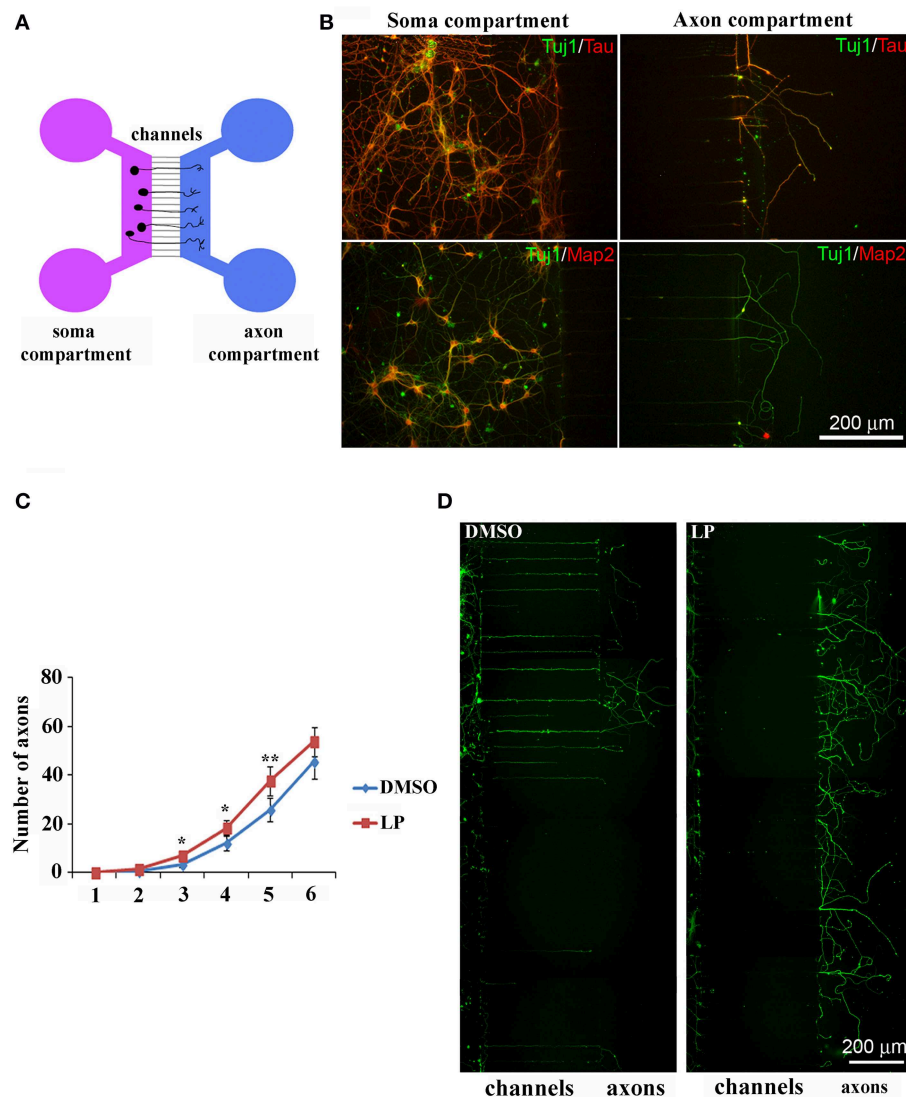 A
channels
soma
compartment
axon
compartment
B
Soma compartment
Axon compartment
Tuj1/Tau
Tuj1/Tau
Tuj1/Map2
Tuj1/Map2
200 μm
C
Number of axons
80
60
40
20
0
* * **
1 2 3 4 5 6
DMSO
LP
D
DMSO
LP
200 μm
channels axons
channels axons